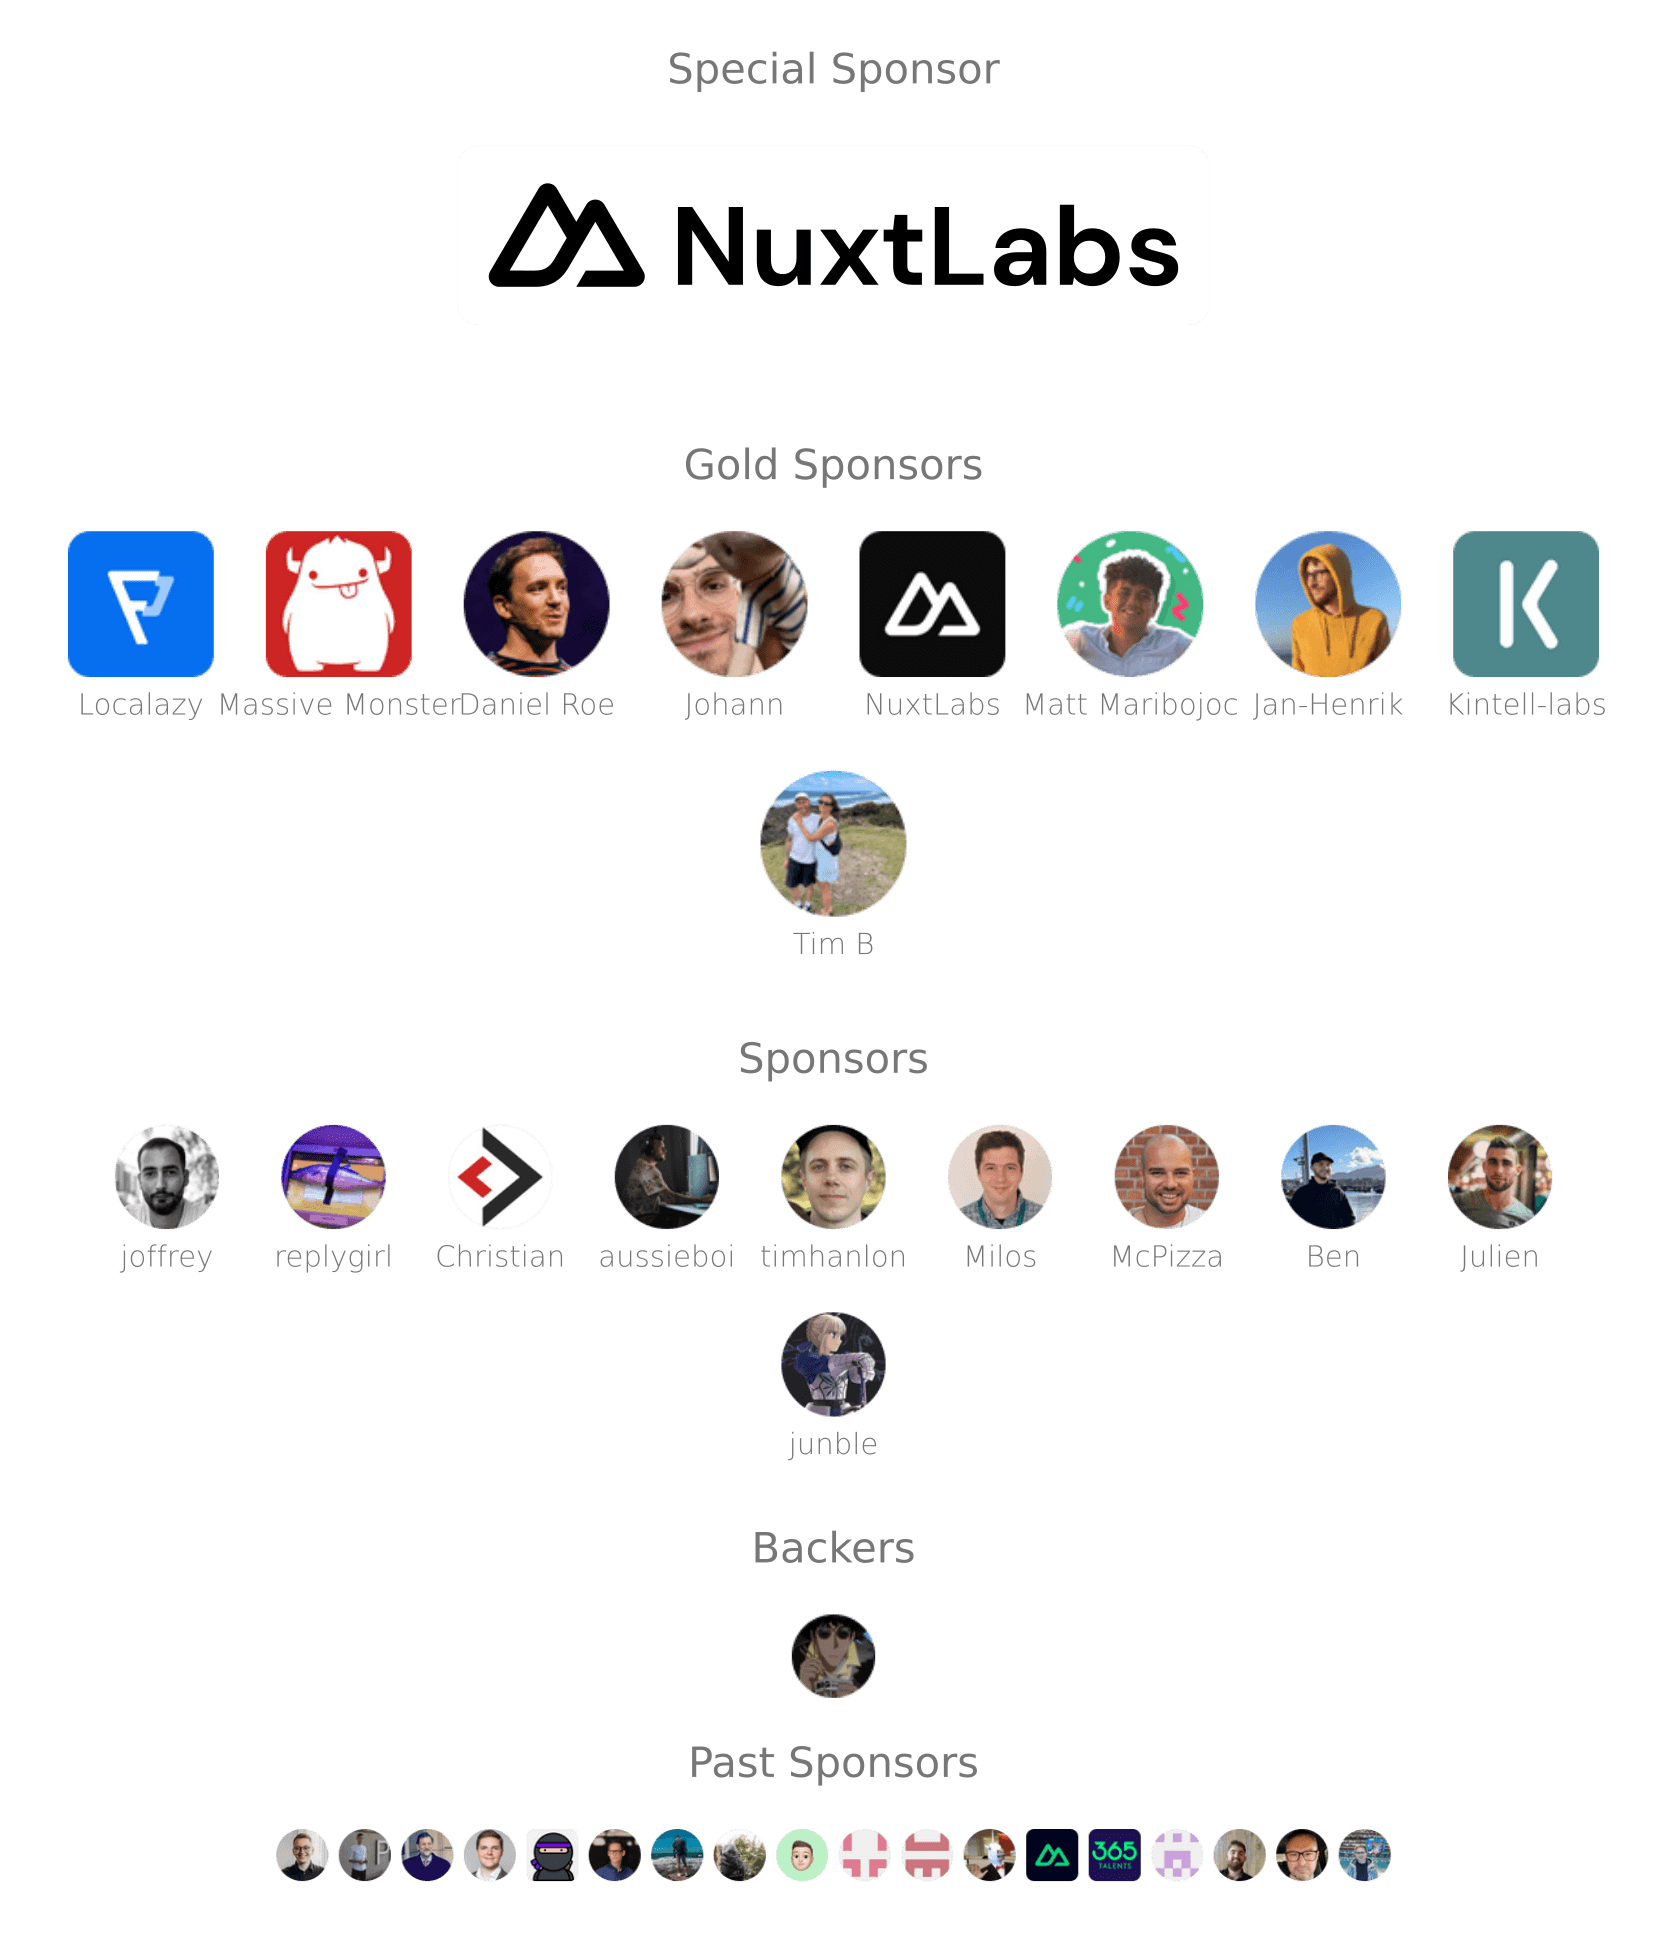 Special Sponsor
NuxtLabs
Gold Sponsors
Localazy Massive Monster Daniel Roe Johann NuxtLabs Matt Maribojoc Jan-Henrik Kintell-labs
Tim B
Sponsors
joffrey replygirl Christian aussieboi timhanlon Milos McPizza Ben Julien
junble
Backers
Past Sponsors
365
TALENTS